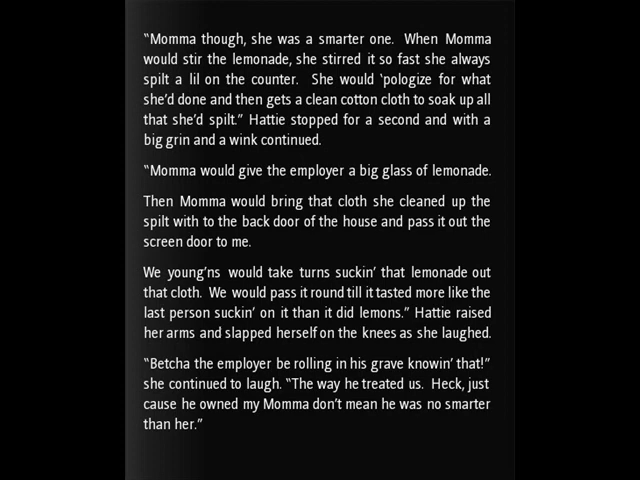 “Momma though, she was a smarter one. When Momma
would stir the lemonade, she stirred it so fast she always
spilt a lil on the counter. She would ‘pologize for what
she’d done and then gets a clean cotton cloth to soak up all
that she’d spilt.” Hattie stopped for a second and with a
big grin and a wink continued.
“Momma would give the employer a big glass of lemonade.
Then Momma would bring that cloth she cleaned up the
spilt with to the back door of the house and pass it out the
screen door to me.
We young’ns would take turns suckin’ that lemonade out
that cloth. We would pass it round till it tasted more like the
last person suckin’ on it than it did lemons.” Hattie raised
her arms and slapped herself on the knees as she laughed.
“Betcha the employer be rolling in his grave knowin’ that!”
she continued to laugh. “The way he treated us. Heck, just
cause he owned my Momma don’t mean he was no smarter
than her.”